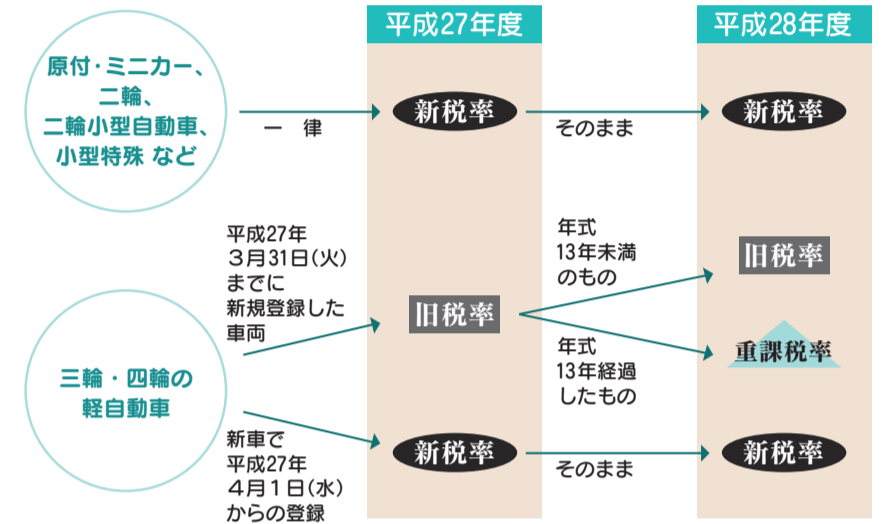 平成27年度
平成28年度
原付・ミニカー、
二輪、
二輪小型自動車、
小型特殊 など
一　律
新税率
そのまま
新税率
平成27年
３月31日(火)
までに
新規登録した
車両
旧税率
年式
13年未満
のもの
旧税率
年式
13年経過
したもの
重課税率
三輪・四輪の
軽自動車
新車で
平成27年
４月１日(水)
からの登録
新税率
そのまま
新税率